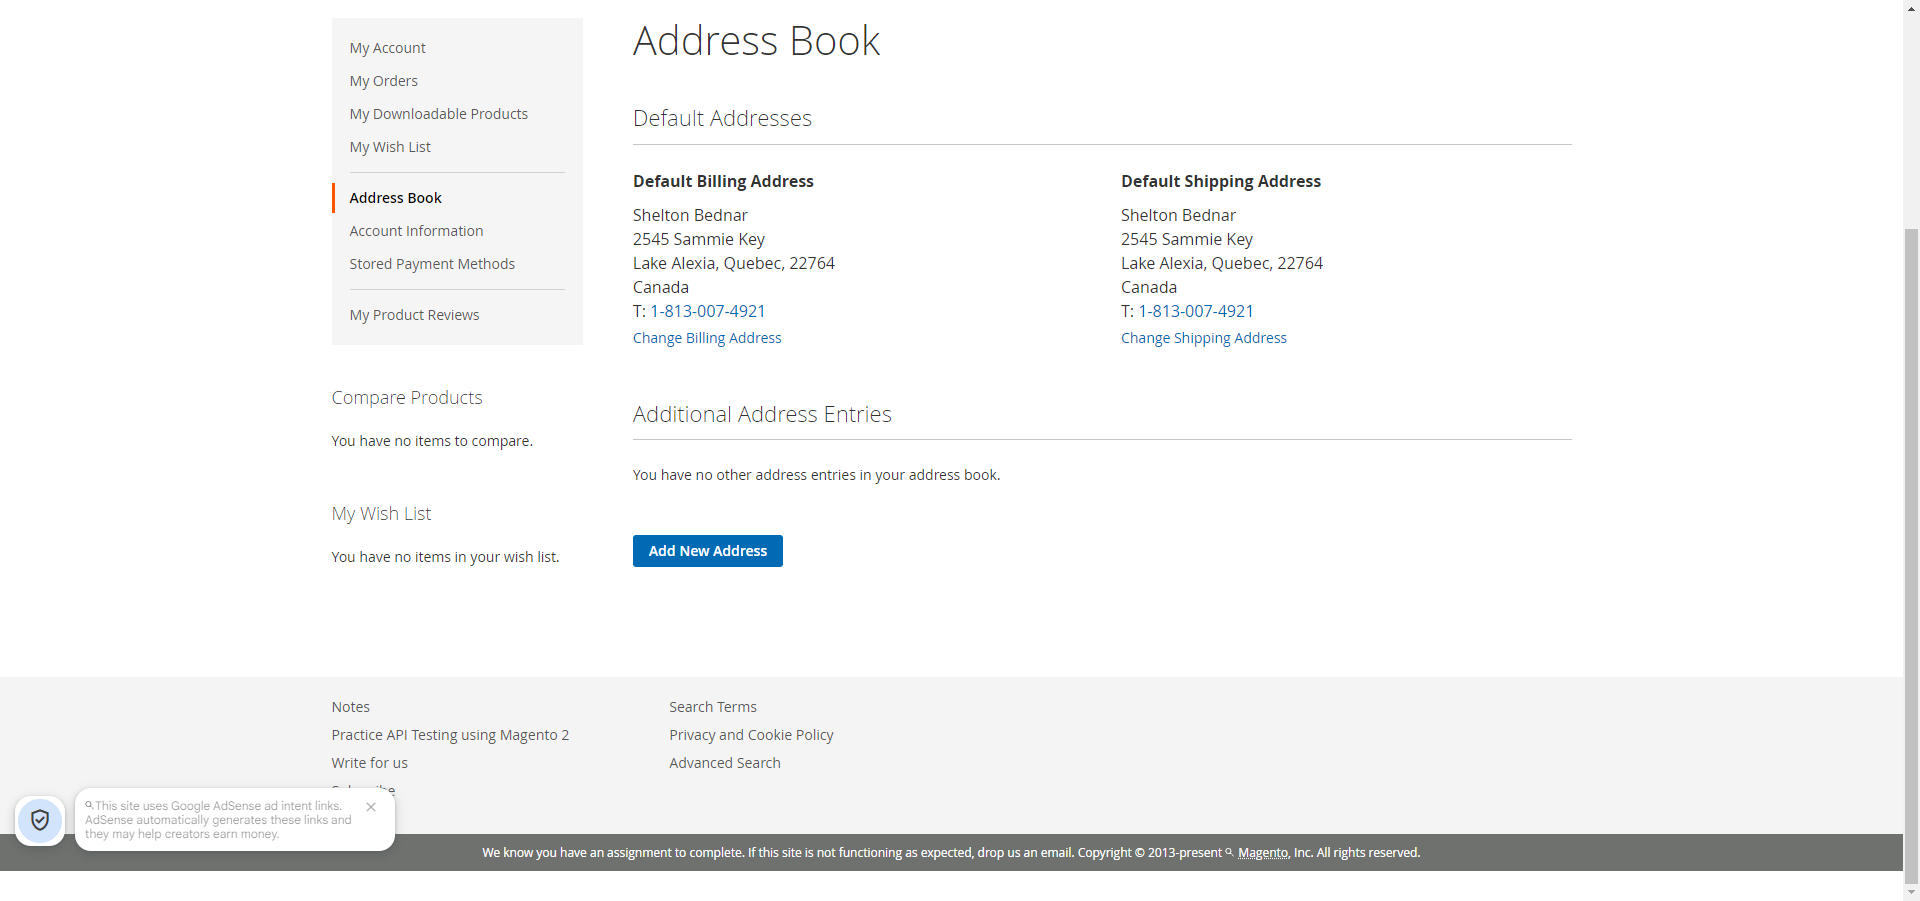 My Account
My Orders
My Downloadable Products
My Wish List
Address Book
Account Information
Stored Payment Methods
My Product Reviews
Compare Products
You have no items to compare.
My Wish List
You have no items in your wish list.
Address Book
Default Addresses
Default Billing Address
Shelton Bednar
2545 Sammie Key
Lake Alexia, Quebec, 22764
Canada
T: 1-813-007-4921
Change Billing Address
Default Shipping Address
Shelton Bednar
2545 Sammie Key
Lake Alexia, Quebec, 22764
Canada
T: 1-813-007-4921
Change Shipping Address
Additional Address Entries
You have no other address entries in your address book.
Add New Address
Notes
Practice API Testing using Magento 2
Write for us
Search Terms
Privacy and Cookie Policy
Advanced Search
This site uses Google AdSense ad intent links.
AdSense automatically generates these links and
they may help creators earn money.
We know you have an assignment to complete. If this site is not functioning as expected, drop us an email. Copyright © 2013-present Magento, Inc. All rights reserved.